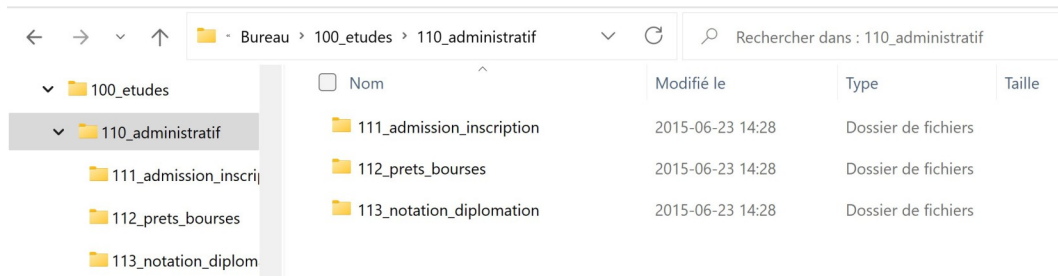 Bureau > 100_etudes > 110_administratif
Rechercher dans : 110_administratif
100_etudes
110_administratif
111_admission_inscri
112_prets_bourses
113_notation_diplom
Nom Modifié le Type Taille
111_admission_inscription 2015-06-23 14:28 Dossier de fichiers
112_prets_bourses 2015-06-23 14:28 Dossier de fichiers
113_notation_diplomation 2015-06-23 14:28 Dossier de fichiers